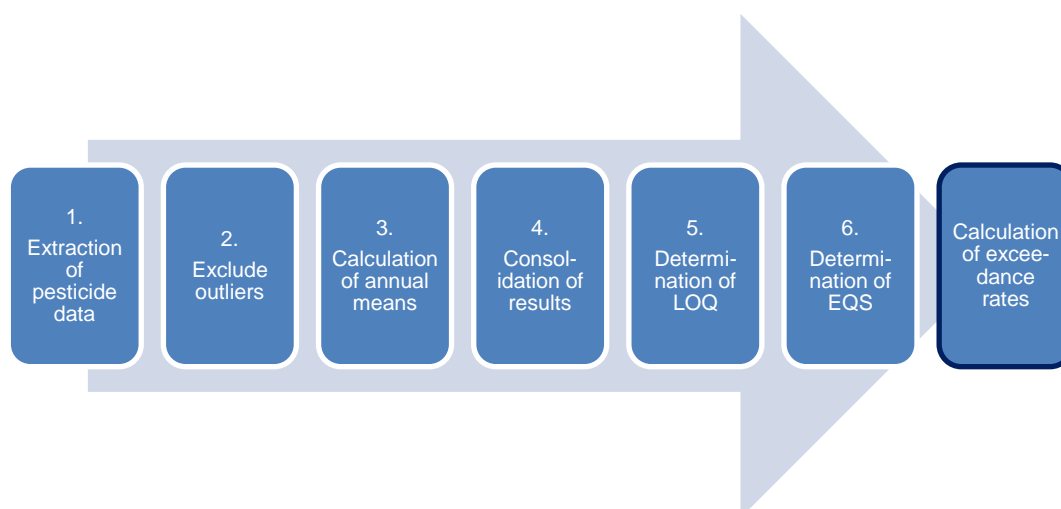 1.
Extraction
of
pesticide
data
2.
Exclude
outliers
3.
Calculation
of annual
means
4.
Consol-
idation of
results
5.
Determi-
nation of
LOQ
6.
Determi-
nation of
EQS
Calculation
of excee-
dance
rates